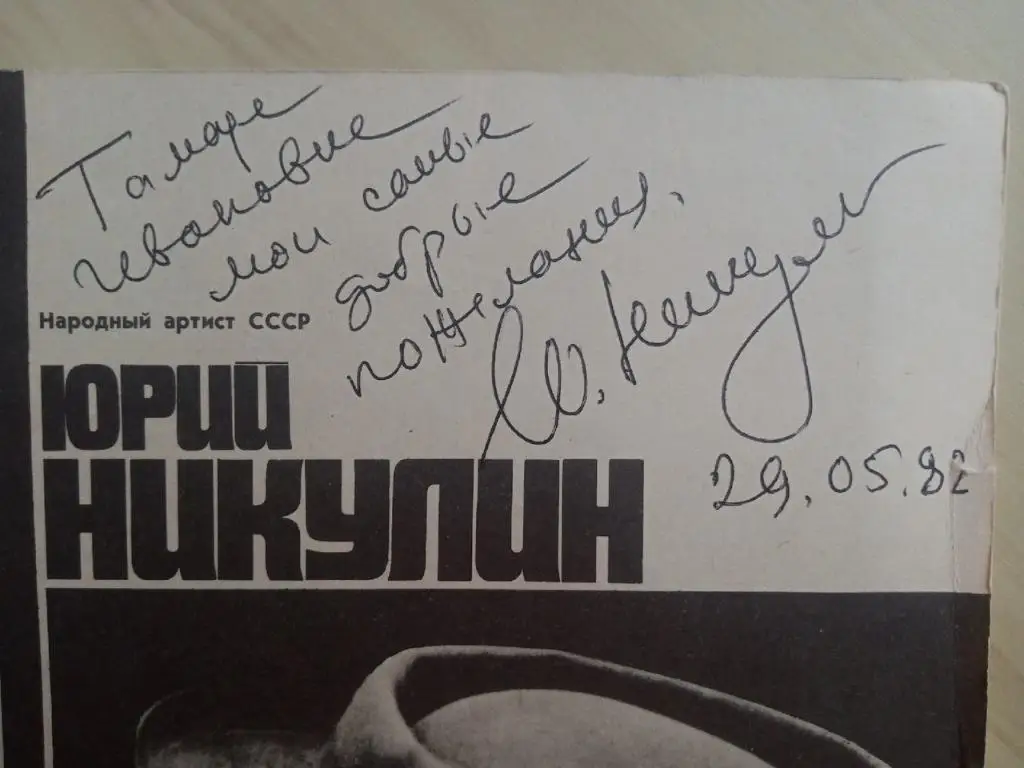 Тамаре
Ивановне
мои самые
добрые
пожелания.
Ю. Никулин
29.05.82
Народный артист СССР
ЮРИЙ
НИКУЛИН